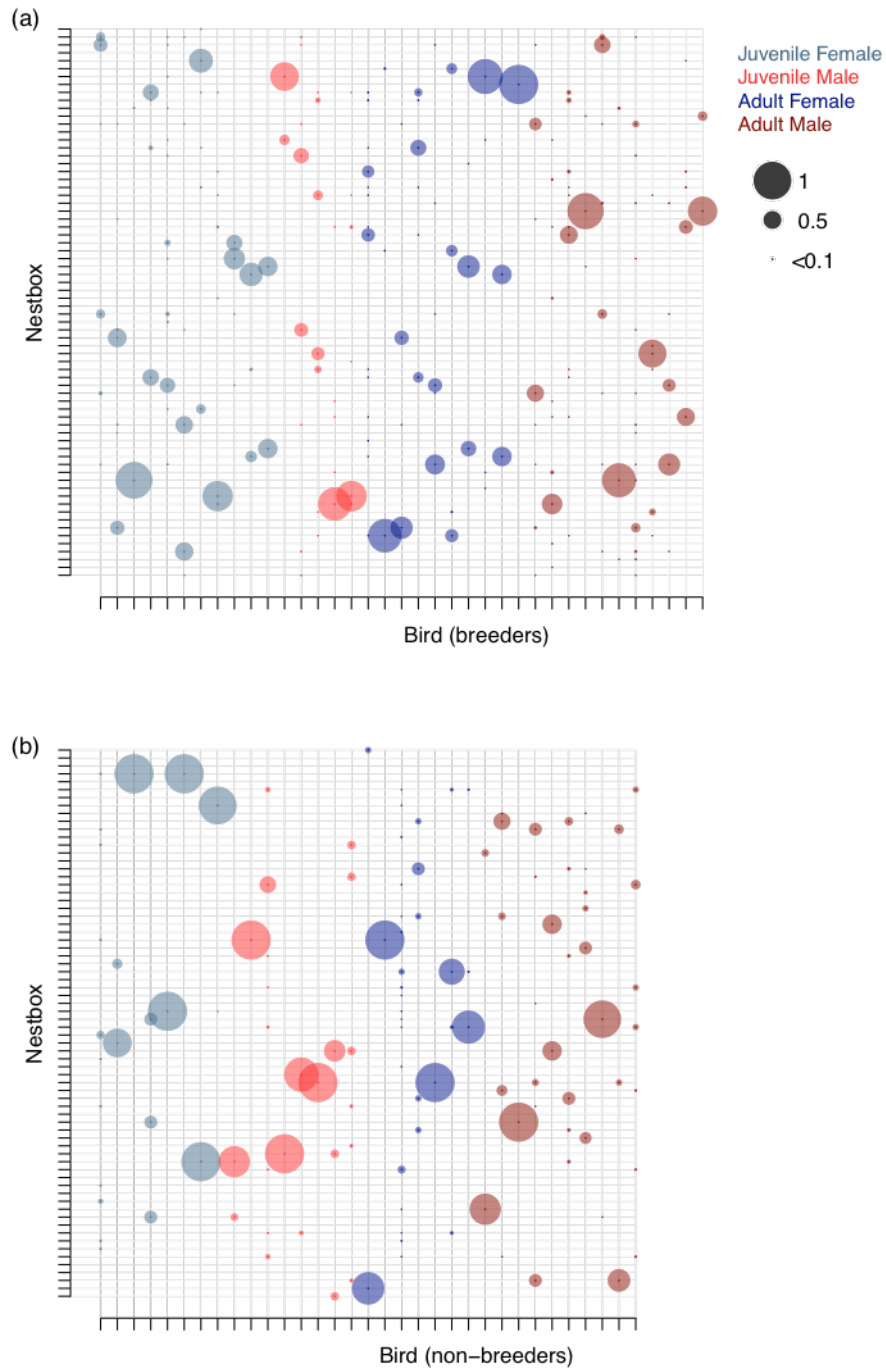 (a)
Juvenile Female
Juvenile Male
Adult Female
Adult Male
1
0.5
<0.1
Nestbox
Bird (breeders)
(b)
Nestbox
Bird (non−breeders)